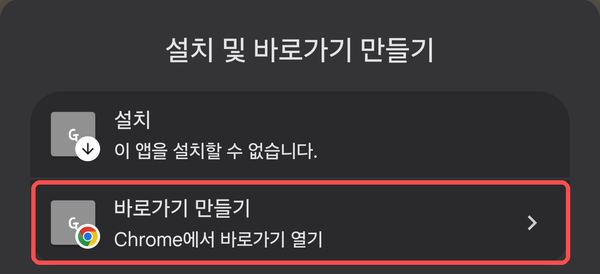 설치 및 바로가기 만들기
G
설치
이 앱을 설치할 수 없습니다.
G
바로가기 만들기
Chrome에서 바로가기 열기